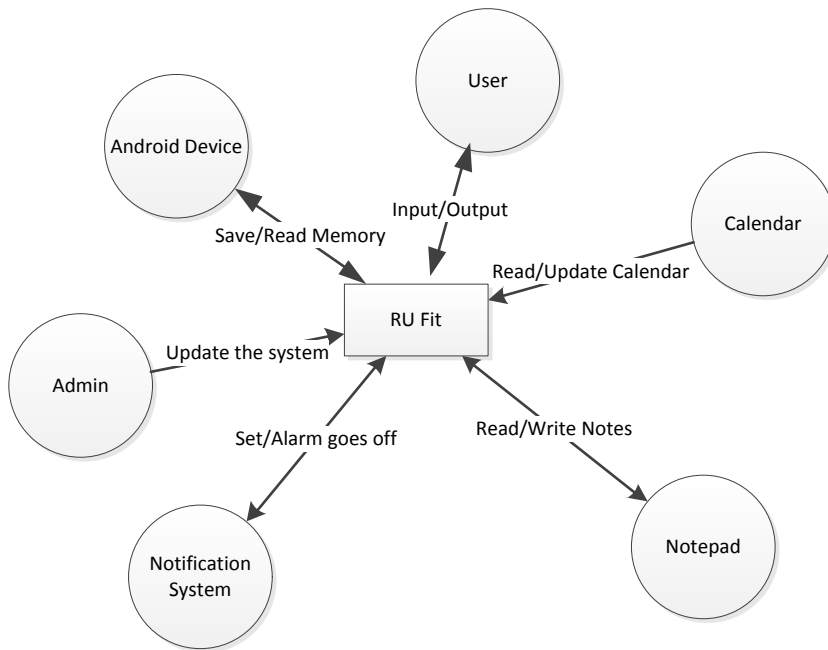 User
Android Device
Input/Output
Calendar
Save/Read Memory
Read/Update Calendar
RU Fit
Update the system
Admin
Set/Alarm goes off
Read/Write Notes
Notification
System
Notepad